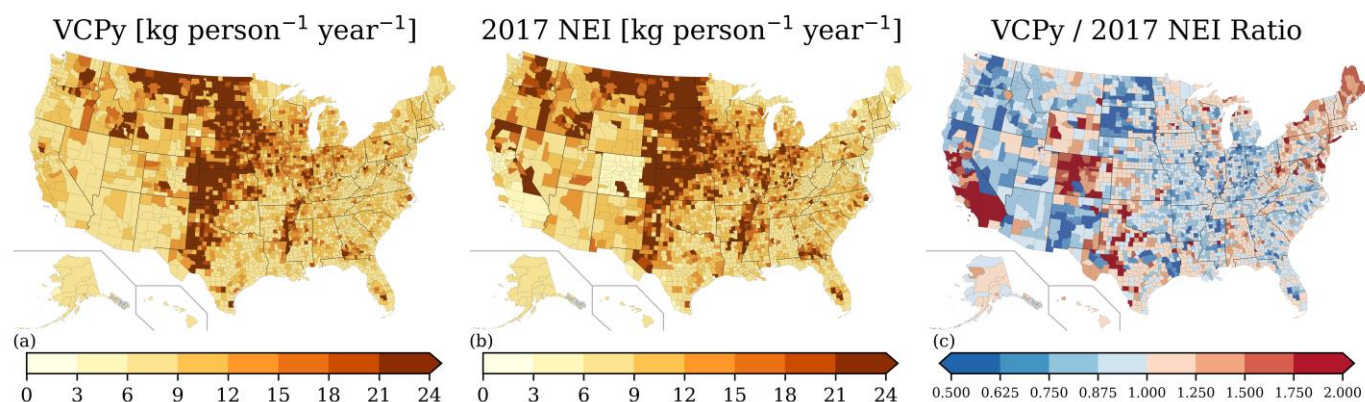 VCPy [kg person⁻¹ year⁻¹]
2017 NEI [kg person⁻¹ year⁻¹]
VCPy / 2017 NEI Ratio
(a)
(b)
(c)
0 3 6 9 12 15 18 21 24
0 3 6 9 12 15 18 21 24
0.500 0.625 0.750 0.875 1.000 1.250 1.500 1.750 2.000